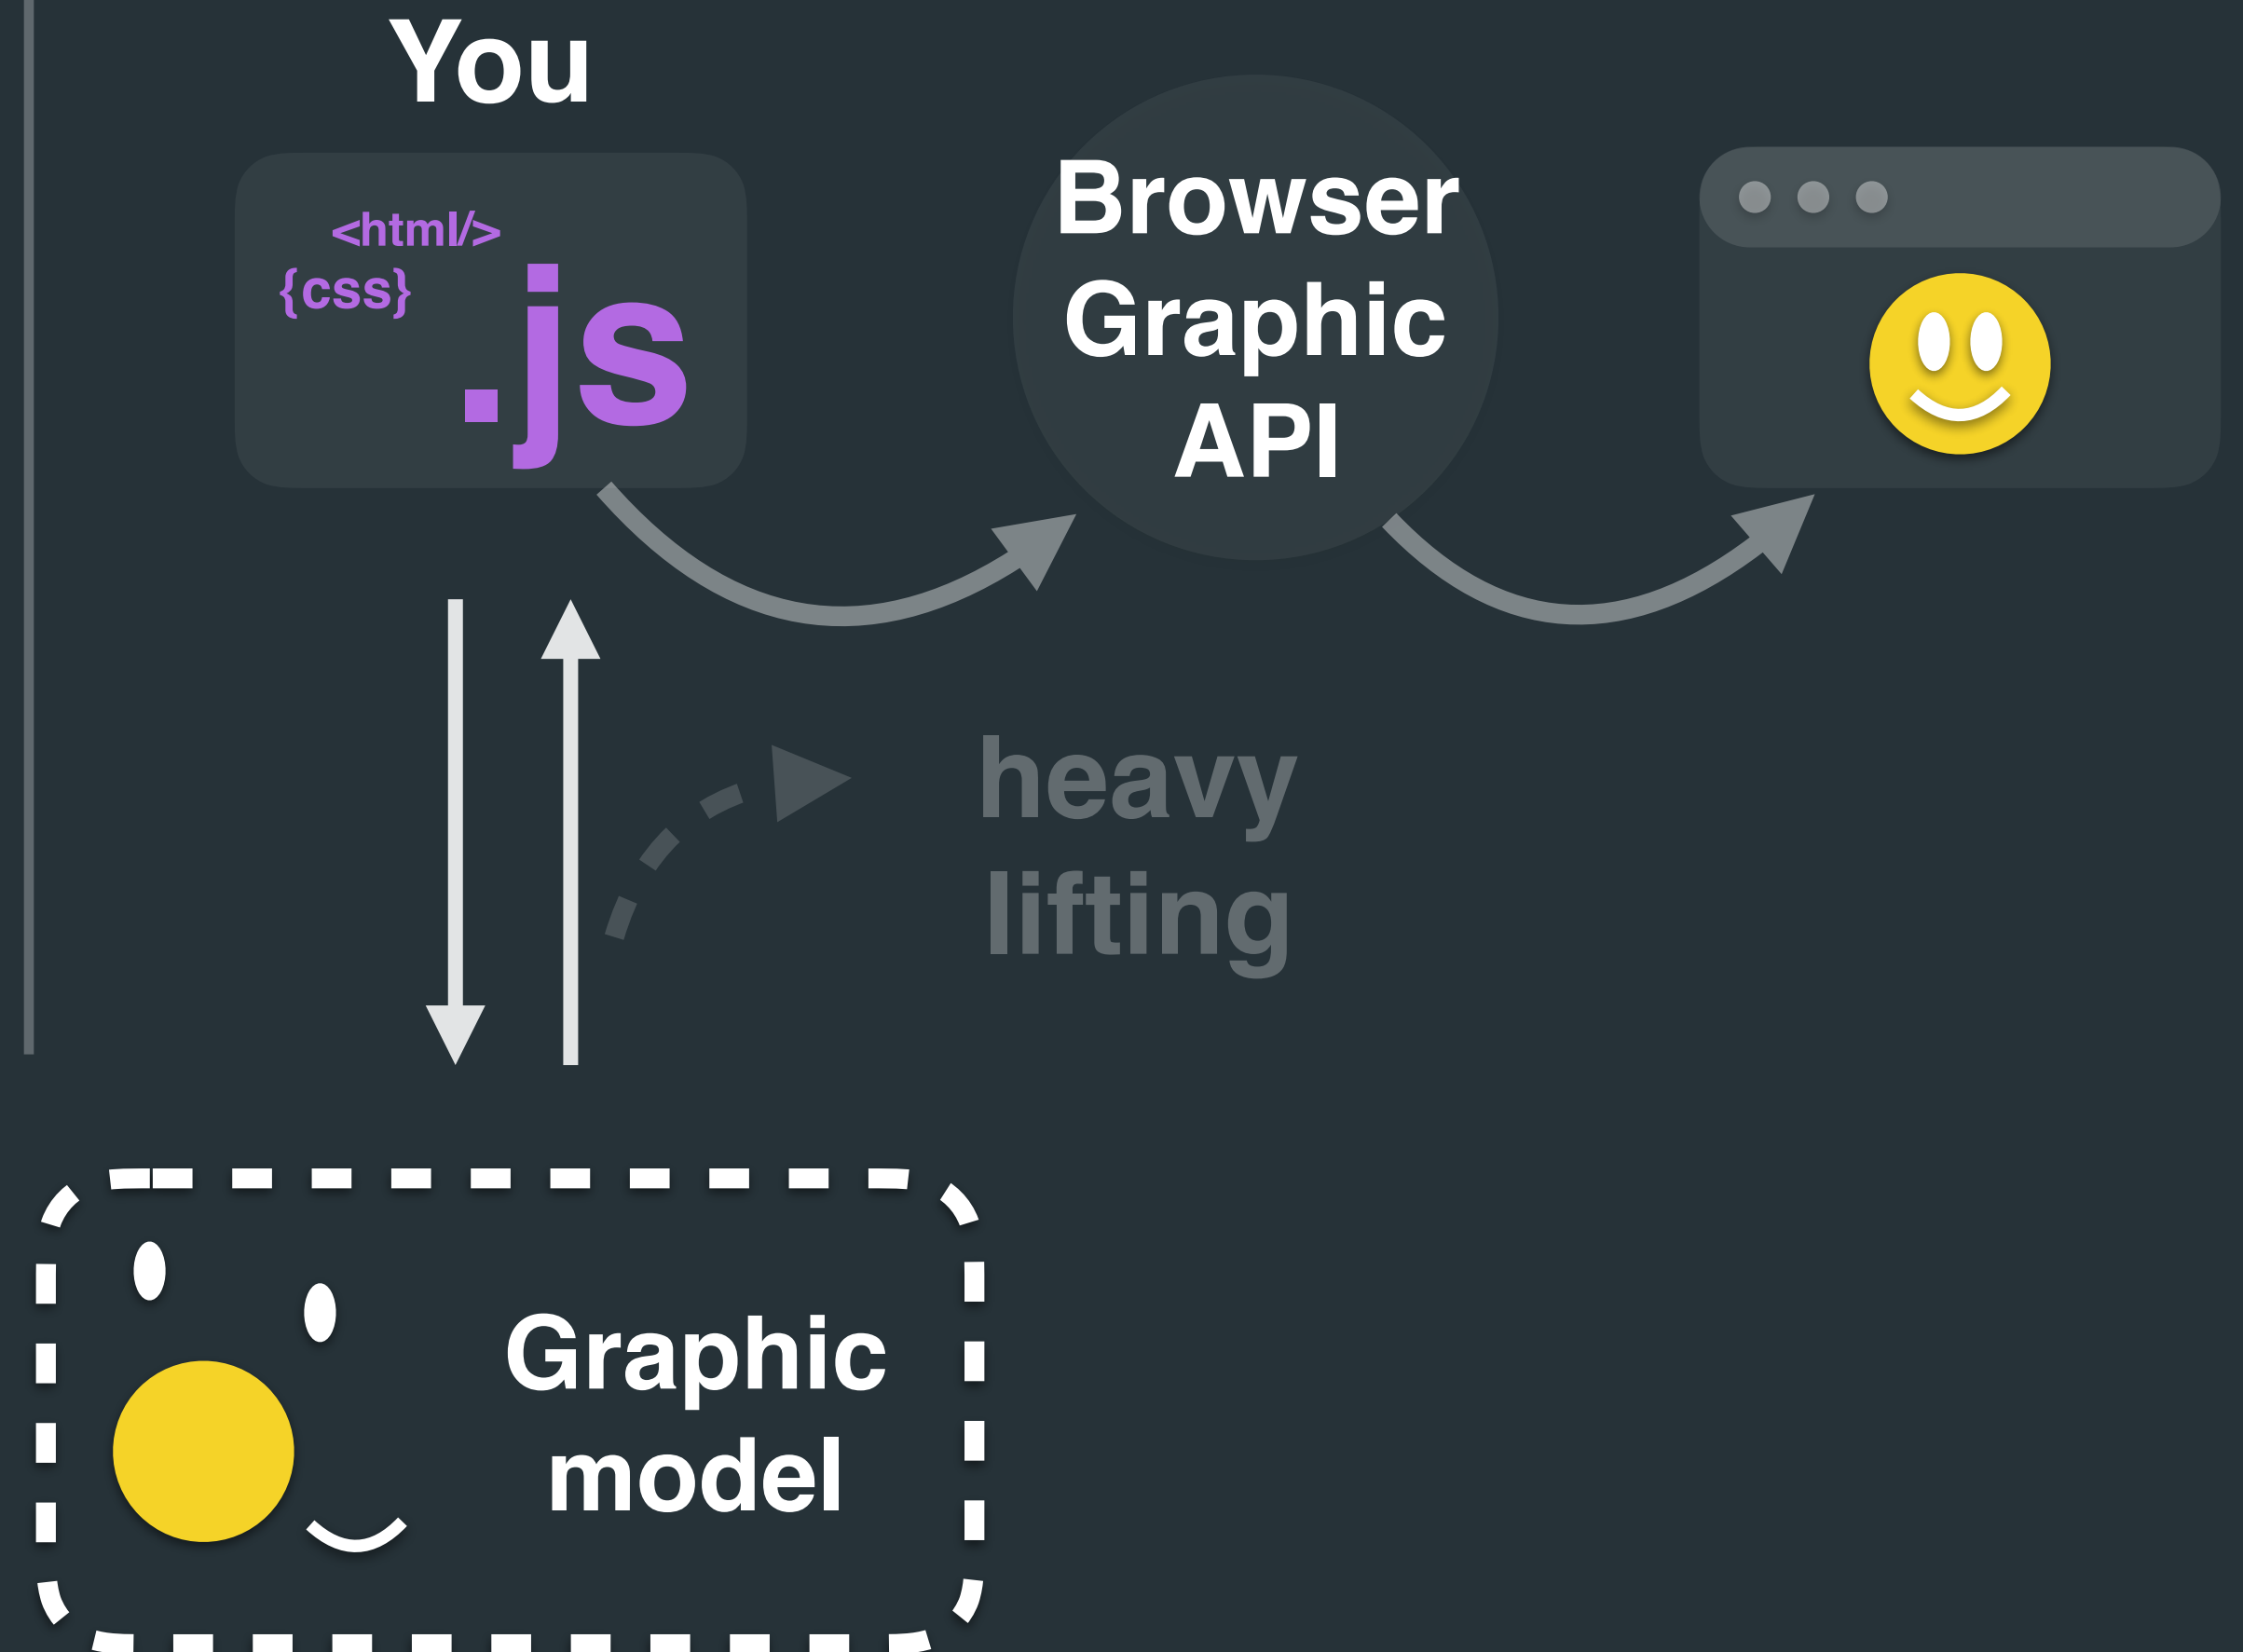 You
<html/>
{css}
.js
Browser
Graphic
API
heavy
lifting
Graphic
model